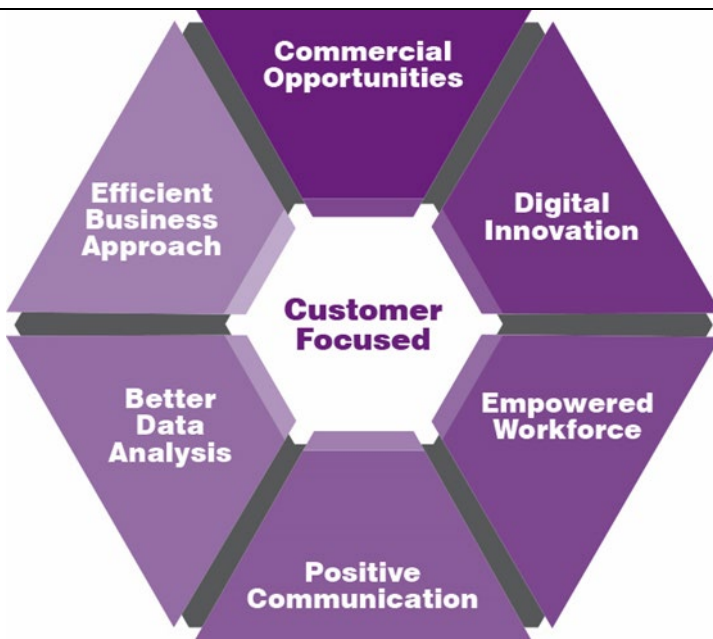 Commercial
Opportunities
Digital
Innovation
Empowered
Workforce
Positive
Communication
Better
Data
Analysis
Efficient
Business
Approach
Customer
Focused